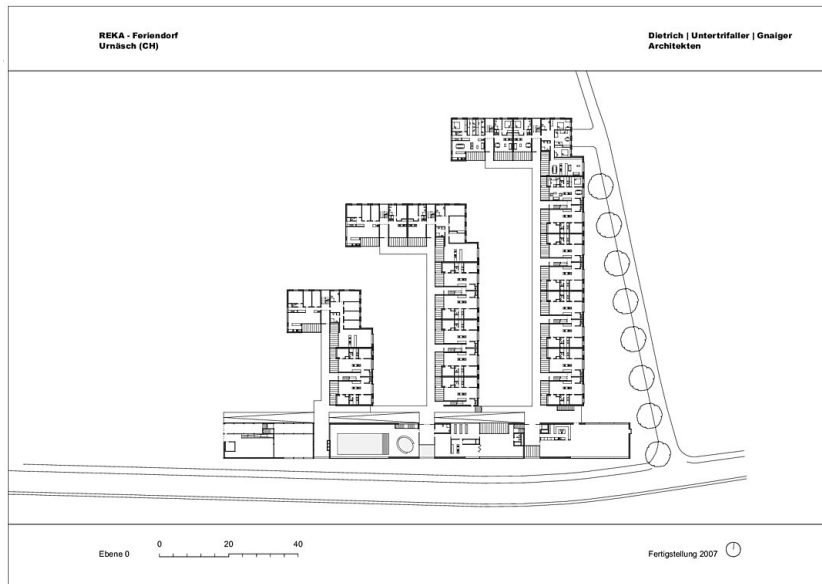 REKA - Feriendorf
Urnäsch (CH)
Dietrich | Untertrifaller | Gnaiger
Architekten
Ebene 0
0 20 40
Fertigstellung 2007